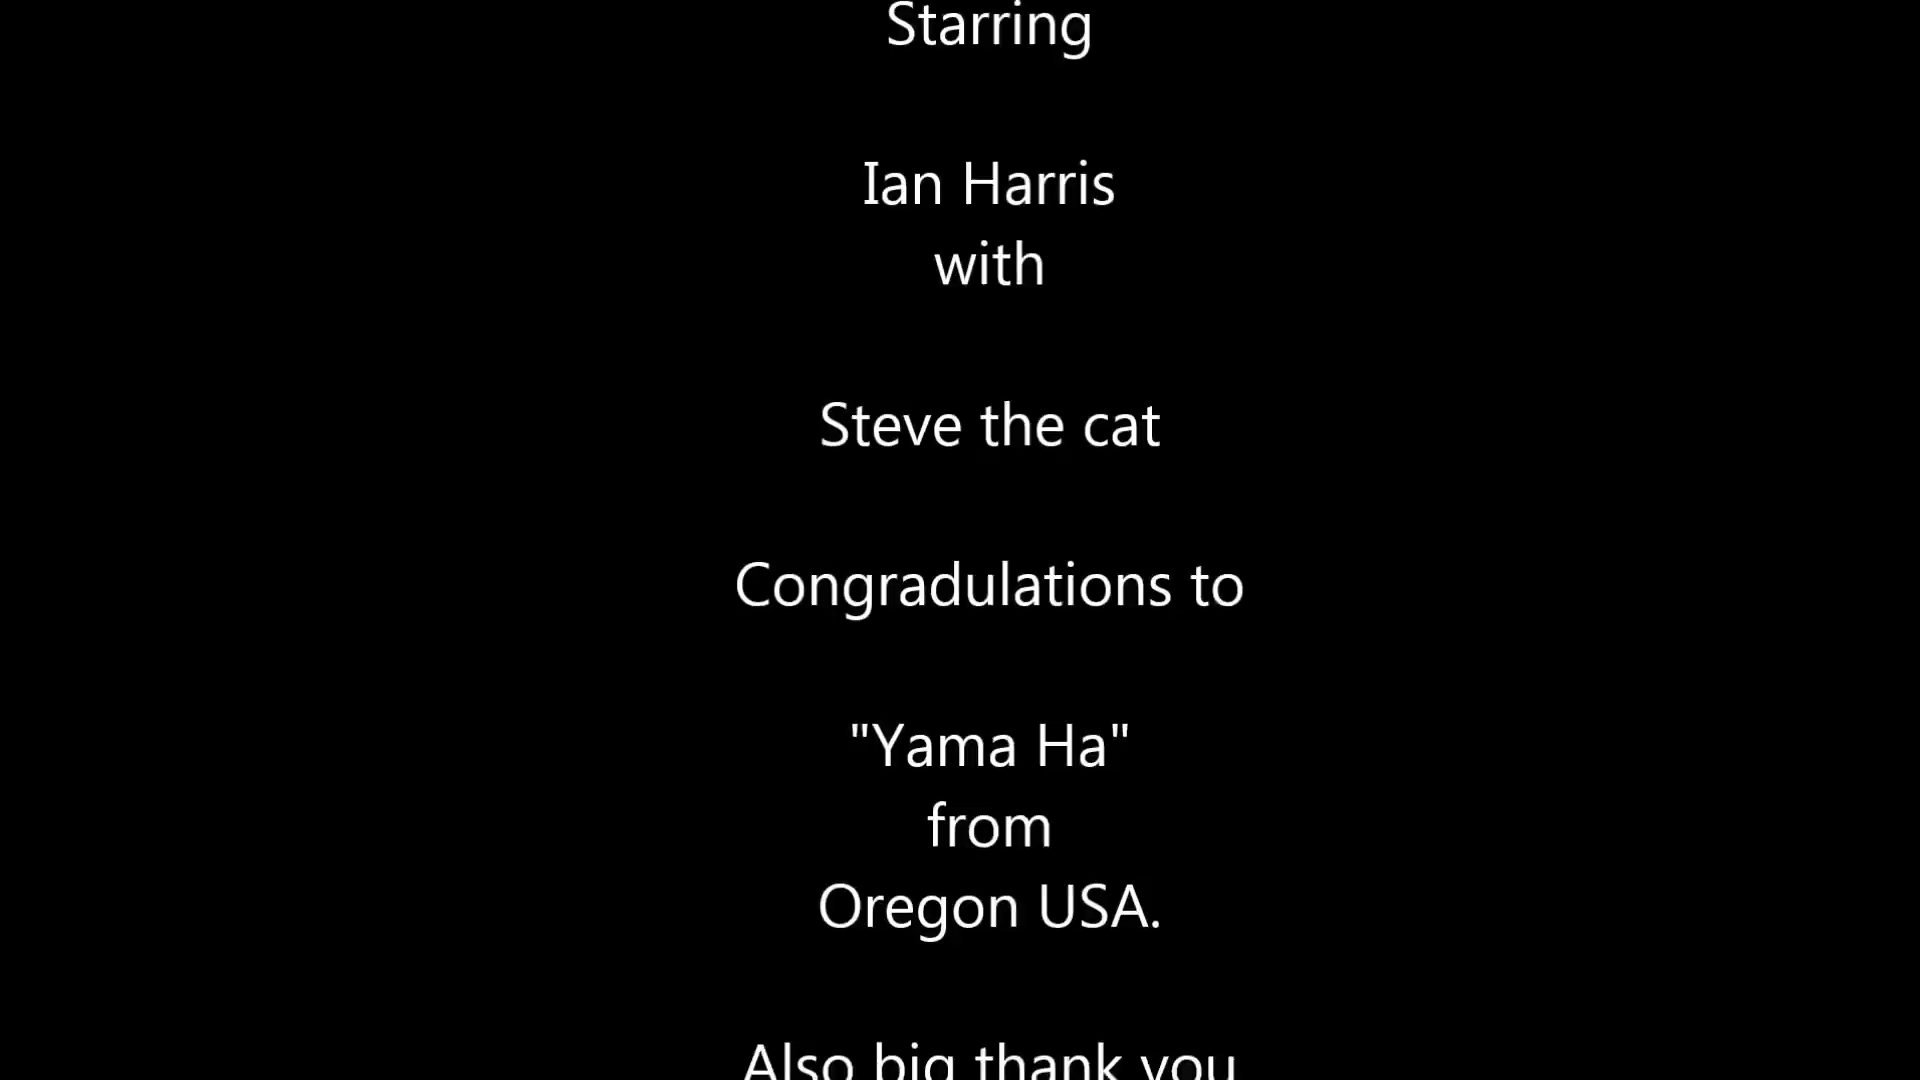 Starring
Ian Harris
with
Steve the cat
Congradulations to
"Yama Ha"
from
Oregon USA.
Also big thank you